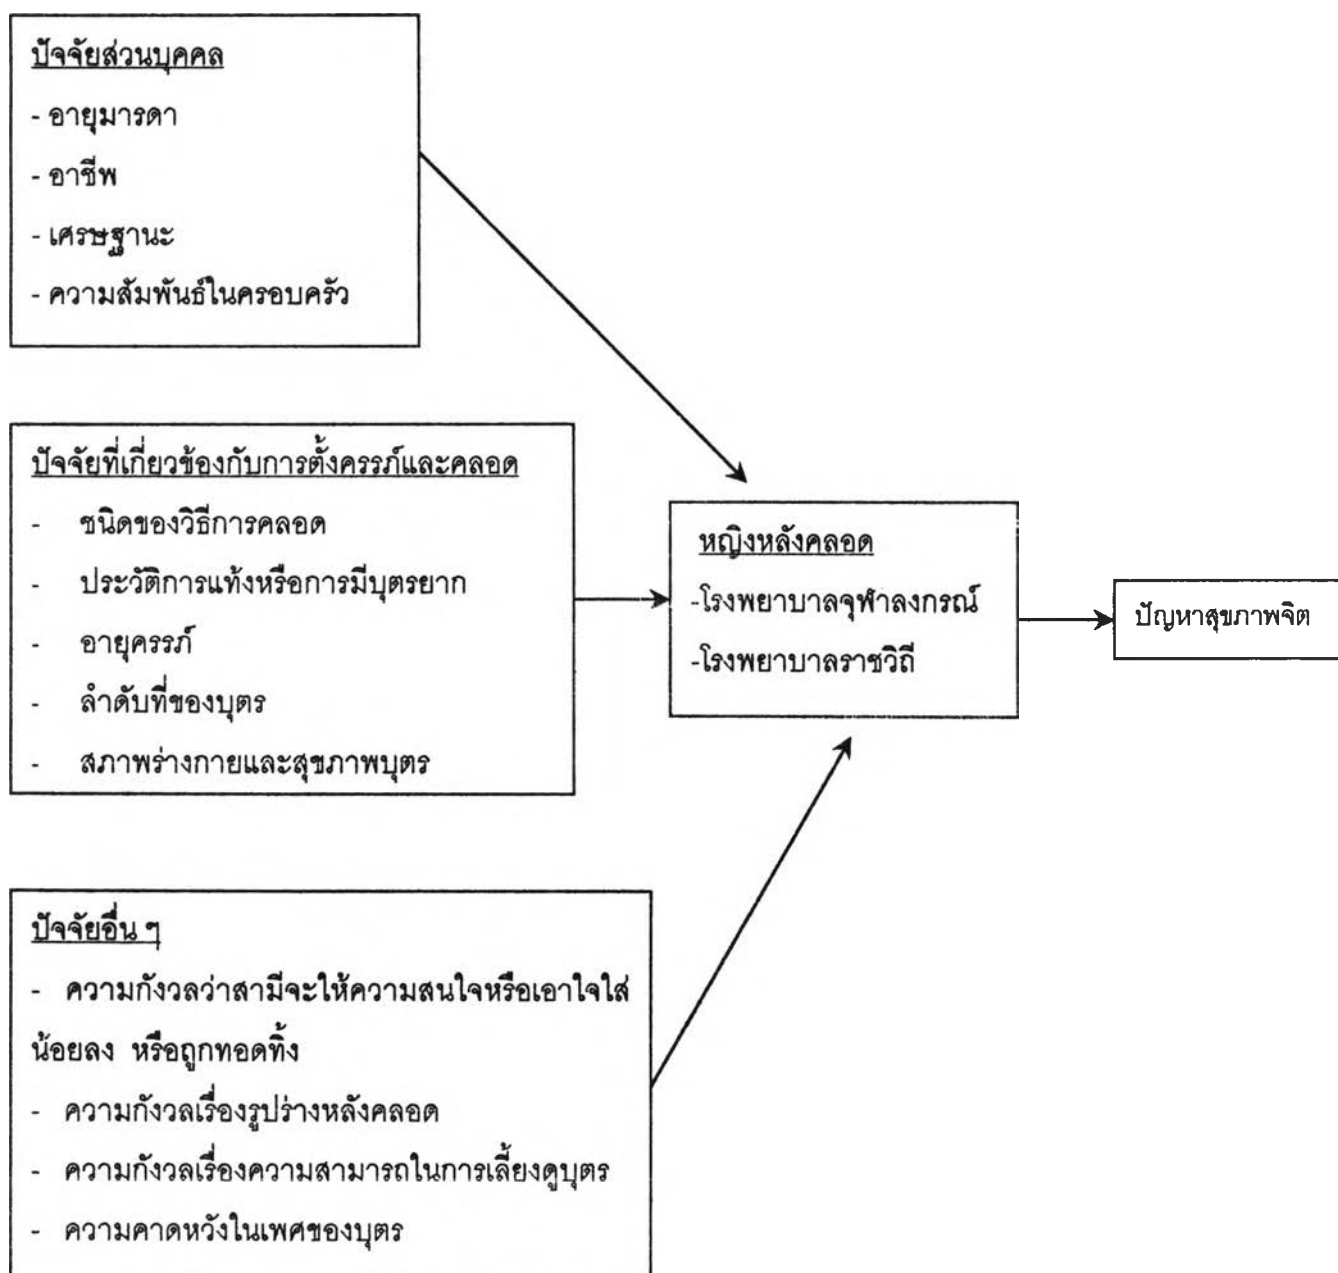 ปัจจัยส่วนบุคคล
- อายุมารดา
- อาชีพ
- เศรษฐานะ
- ความสัมพันธ์ในครอบครัว
ปัจจัยที่เกี่ยวข้องกับการตั้งครรภ์และคลอด
- ชนิดของวิธีการคลอด
- ประวัติการแท้งหรือการมีบุตรยาก
- อายุครรภ์
- ลำดับที่ของบุตร
- สภาพร่างกายและสุขภาพบุตร
หญิงหลังคลอด
-โรงพยาบาลจุฬาลงกรณ์
-โรงพยาบาลราชวิถี
ปัญหาสุขภาพจิต
ปัจจัยอื่น ๆ
- ความกังวลว่าสามีจะให้ความสนใจหรือเอาใจใส่
น้อยลง หรือถูกทอดทิ้ง
- ความกังวลเรื่องรูปร่างหลังคลอด
- ความกังวลเรื่องความสามารถในการเลี้ยงดูบุตร
- ความคาดหวังในเพศของบุตร